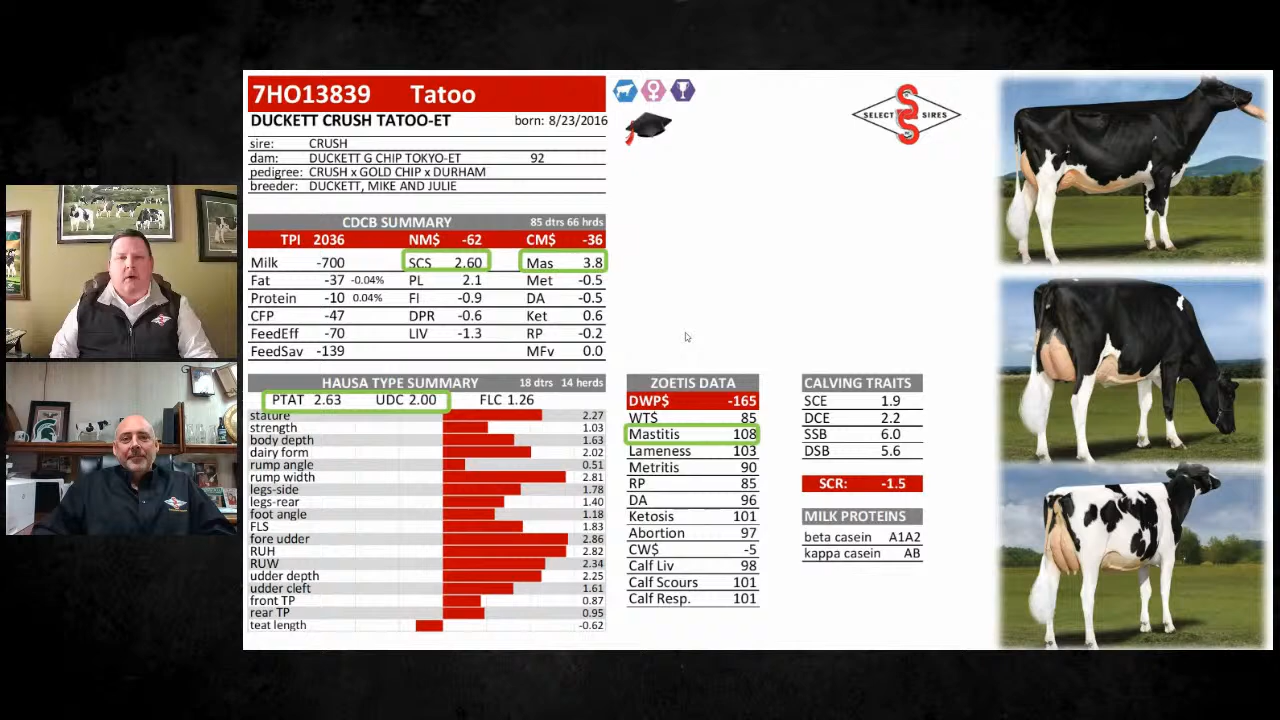 7HO13839 Tatoo
DUCKETT CRUSH TATOO-ET born: 8/23/2016
sire: CRUSH
dam: DUCKETT G CHIP TOKYO-ET 92
pedigree: CRUSH x GOLD CHIP x DURHAM
breeder: DUCKETT, MIKE AND JULIE
CDCB SUMMARY 85 dtrs 66 hrds
TPI 2036 NM$ -62 CM$ -36
Milk -700 SCS 2.60 Mas 3.8
Fat -37 -0.04% PL 2.1 Met -0.5
Protein -10 0.04% FI -0.9 DA -0.5
CFP -47 DPR -0.6 Ket 0.6
FeedEff -70 LIV -1.3 RP -0.2
FeedSav -139 MFv 0.0
HAUSA TYPE SUMMARY 18 dtrs 14 herds
PTAT 2.63 UDC 2.00 FLC 1.26
stature 2.27
strength 1.03
body depth 1.63
dairy form 2.02
rump angle 0.51
rump width 2.81
legs-side 1.78
legs-rear 1.40
foot angle 1.18
FLS 1.83
fore udder 2.86
RUH 2.82
RUW 2.34
udder depth 2.25
udder cleft 1.61
front TP 0.87
rear TP 0.95
teat length -0.62
SELECT SIRES
ZOETIS DATA
DWP$ -165
WT$ 85
Mastitis 108
Lameness 103
Metritis 90
RP 85
DA 96
Ketosis 101
Abortion 97
CW$ -5
Calf Liv 98
Calf Scours 101
Calf Resp. 101
CALVING TRAITS
SCE 1.9
DCE 2.2
SSB 6.0
DSB 5.6
SCR: -1.5
MILK PROTEINS
beta casein A1A2
kappa casein AB